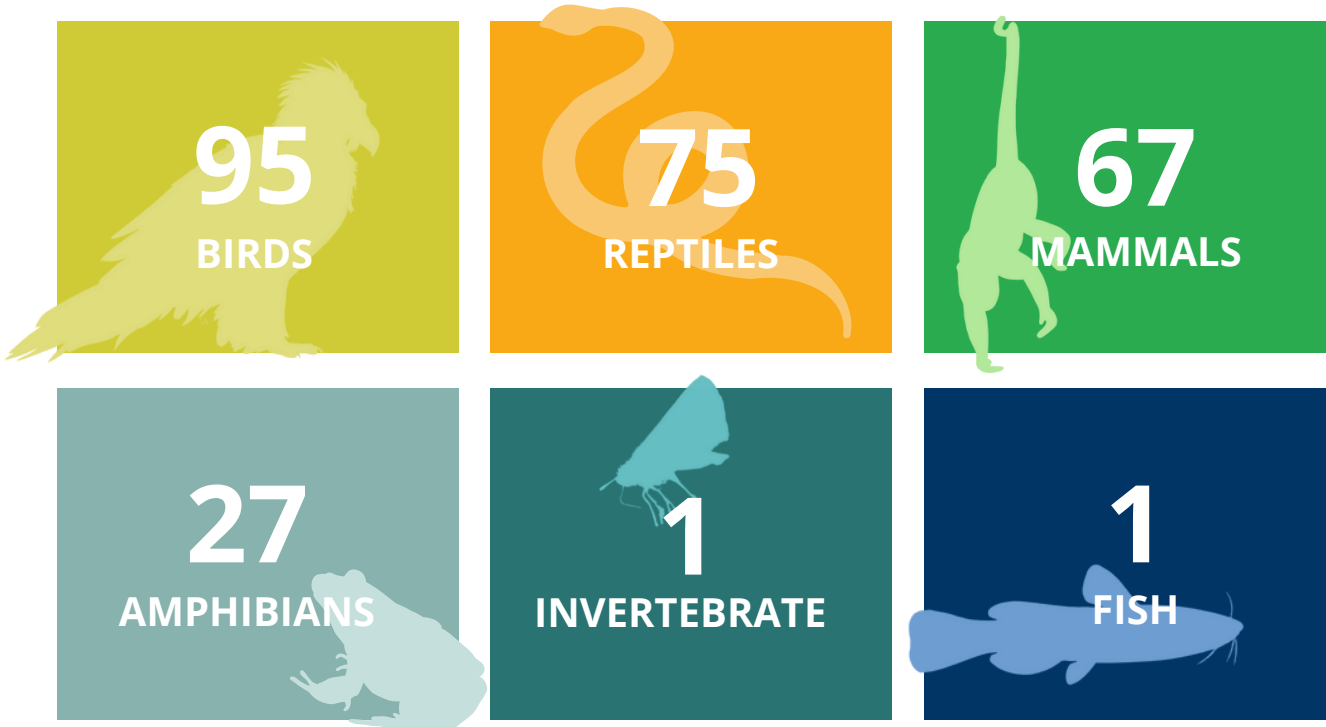 95
BIRDS
75
REPTILES
67
MAMMALS
27
AMPHIBIANS
1
INVERTEBRATE
1
FISH